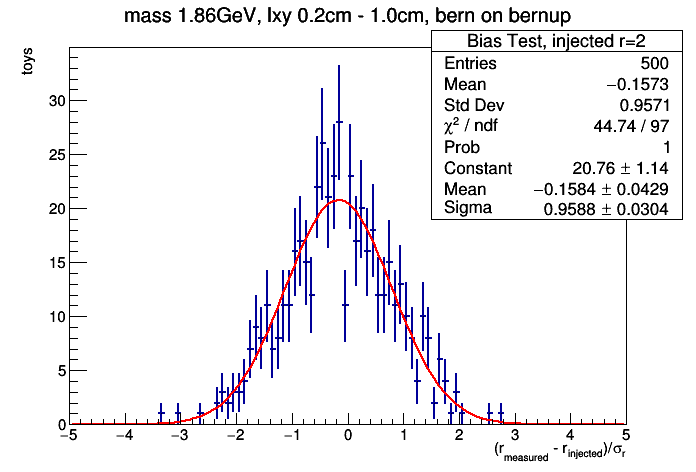 mass 1.86GeV, lxy 0.2cm - 1.0cm, bern on bernup
Bias Test, injected r=2
Entries 500
Mean −0.1573
Std Dev 0.9571
χ² / ndf 44.74 / 97
Prob 1
Constant 20.76 ± 1.14
Mean −0.1584 ± 0.0429
Sigma 0.9588 ± 0.0304
toys
30
25
20
15
10
5
0
−5 −4 −3 −2 −1 0 1 2 3 4 5
(r_measured - r_injected)/σ_r